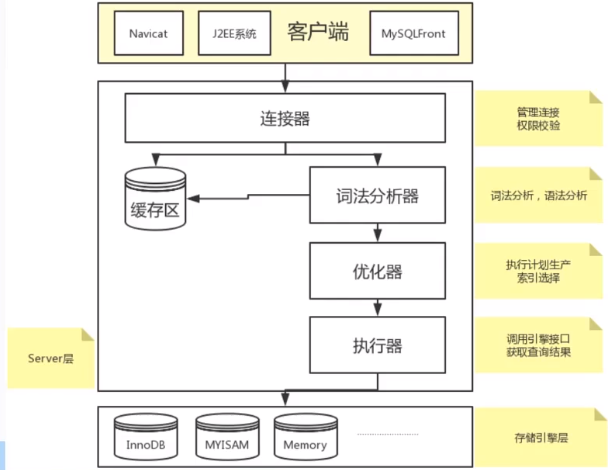 Navicat
J2EE系统
客户端
MySQLFront
连接器
管理连接
权限校验
缓存区
词法分析器
词法分析，语法分析
优化器
执行计划生产
索引选择
执行器
调用引擎接口
获取查询结果
Server层
InnoDB
MYISAM
Memory
.....................
存储引擎层